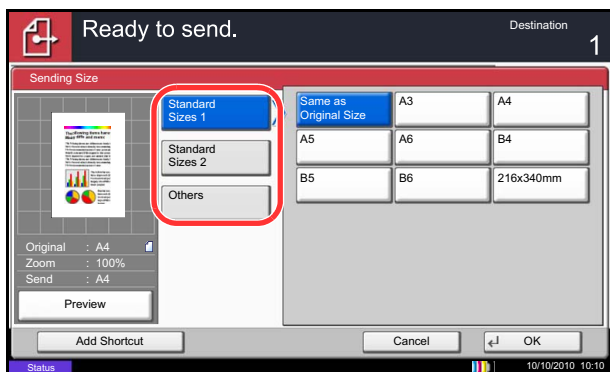 Ready to send.
Destination
1
Sending Size
Standard
Sizes 1
Standard
Sizes 2
Others
Same as
Original Size
A3
A4
A5
A6
B4
B5
B6
216x340mm
Original : A4
Zoom : 100%
Send : A4
Preview
Add Shortcut
Cancel
OK
Status
10/10/2010 10:10